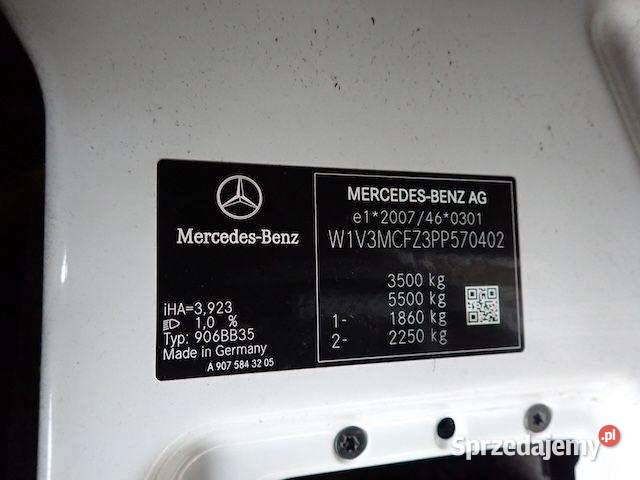 Mercedes-Benz
iHA=3,923
1,0 %
Typ: 906BB35
Made in Germany
A 907 584 32 05
MERCEDES-BENZ AG
e1*2007/46*0301
W1V3MCFZ3PP570402
3500 kg
5500 kg
1- 1860 kg
2- 2250 kg
Sprzedajemy.pl